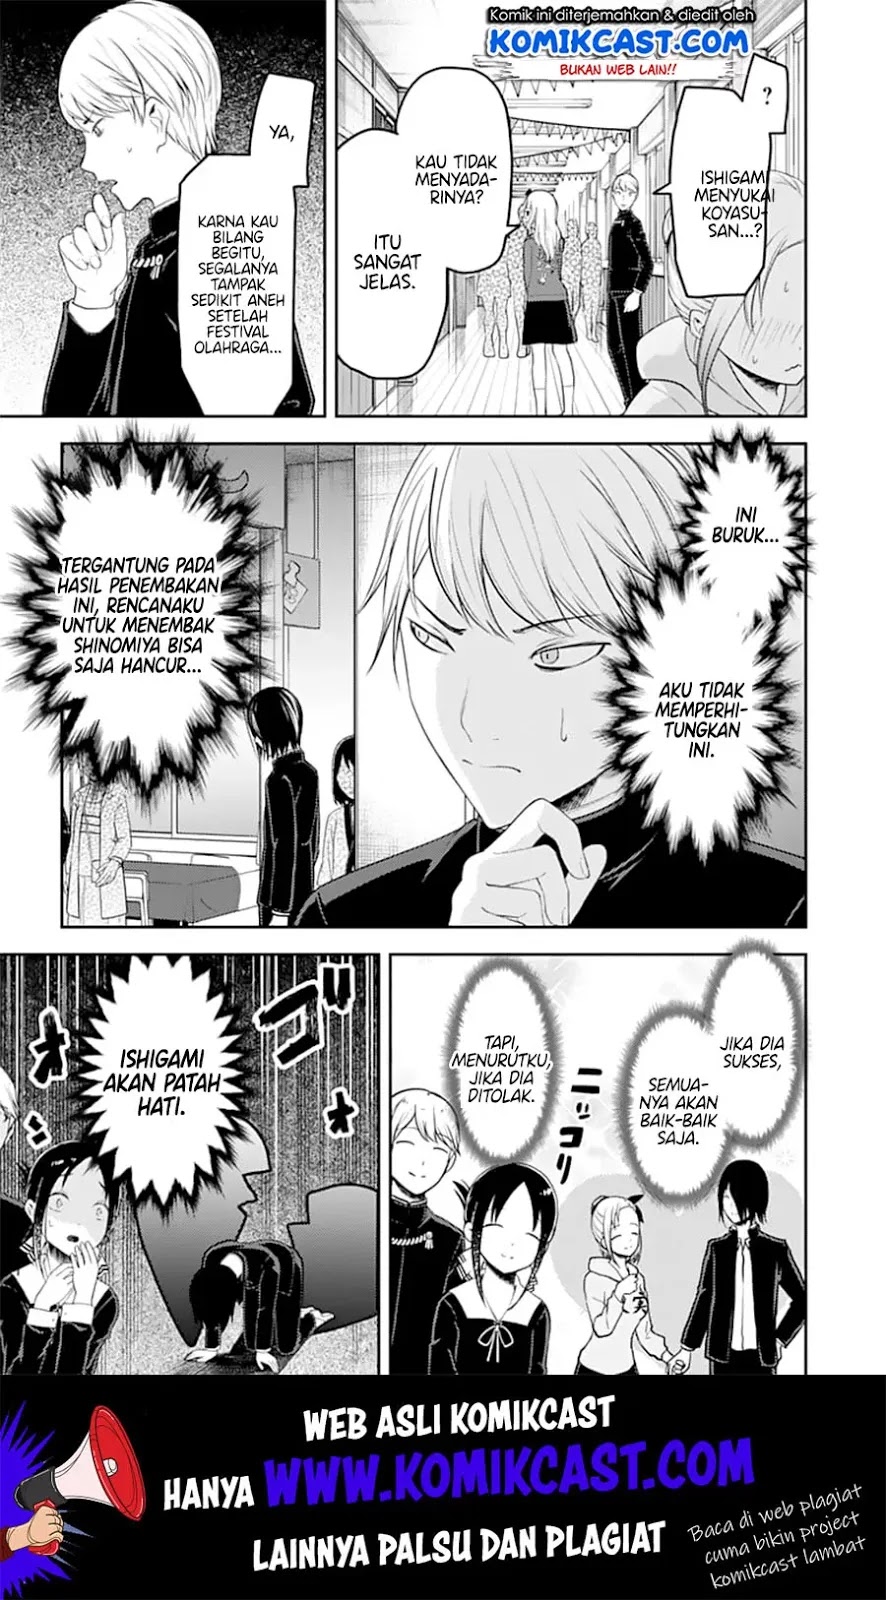 Komik ini diterjemahkan & diedit oleh
KOMIKCAST.COM
BUKAN WEB LAIN!!
?
ISHIGAMI
MENYUKAI
KOYASU-
SAN...?
KAU TIDAK
MENYADA-
RINYA?
ITU
SANGAT
JELAS.
YA,
KARNA KAU
BILANG
BEGITU,
SEGALANYA
TAMPAK
SEDIKIT ANEH
SETELAH
FESTIVAL
OLAHRAGA...
INI
BURUK...
AKU TIDAK
MEMPERHI-
TUNGKAN
INI.
TERGANTUNG PADA
HASIL PENEMBAKAN
INI, RENCANAKU
UNTUK MENEMBAK
SHINOMIYA BISA
SAJA HANCUR...
JIKA DIA
SUKSES,
SEMUA-
NYA AKAN
BAIK-BAIK
SAJA.
TAPI,
MENURUTKU,
JIKA DIA
DITOLAK.
ニッコリ
ISHIGAMI
AKAN PATAH
HATI.
WEB ASLI KOMIKCAST
HANYA WWW.KOMIKCAST.COM
LAINNYA PALSU DAN PLAGIAT
Baca di web plagiat
cuma bikin project
komikcast lambat